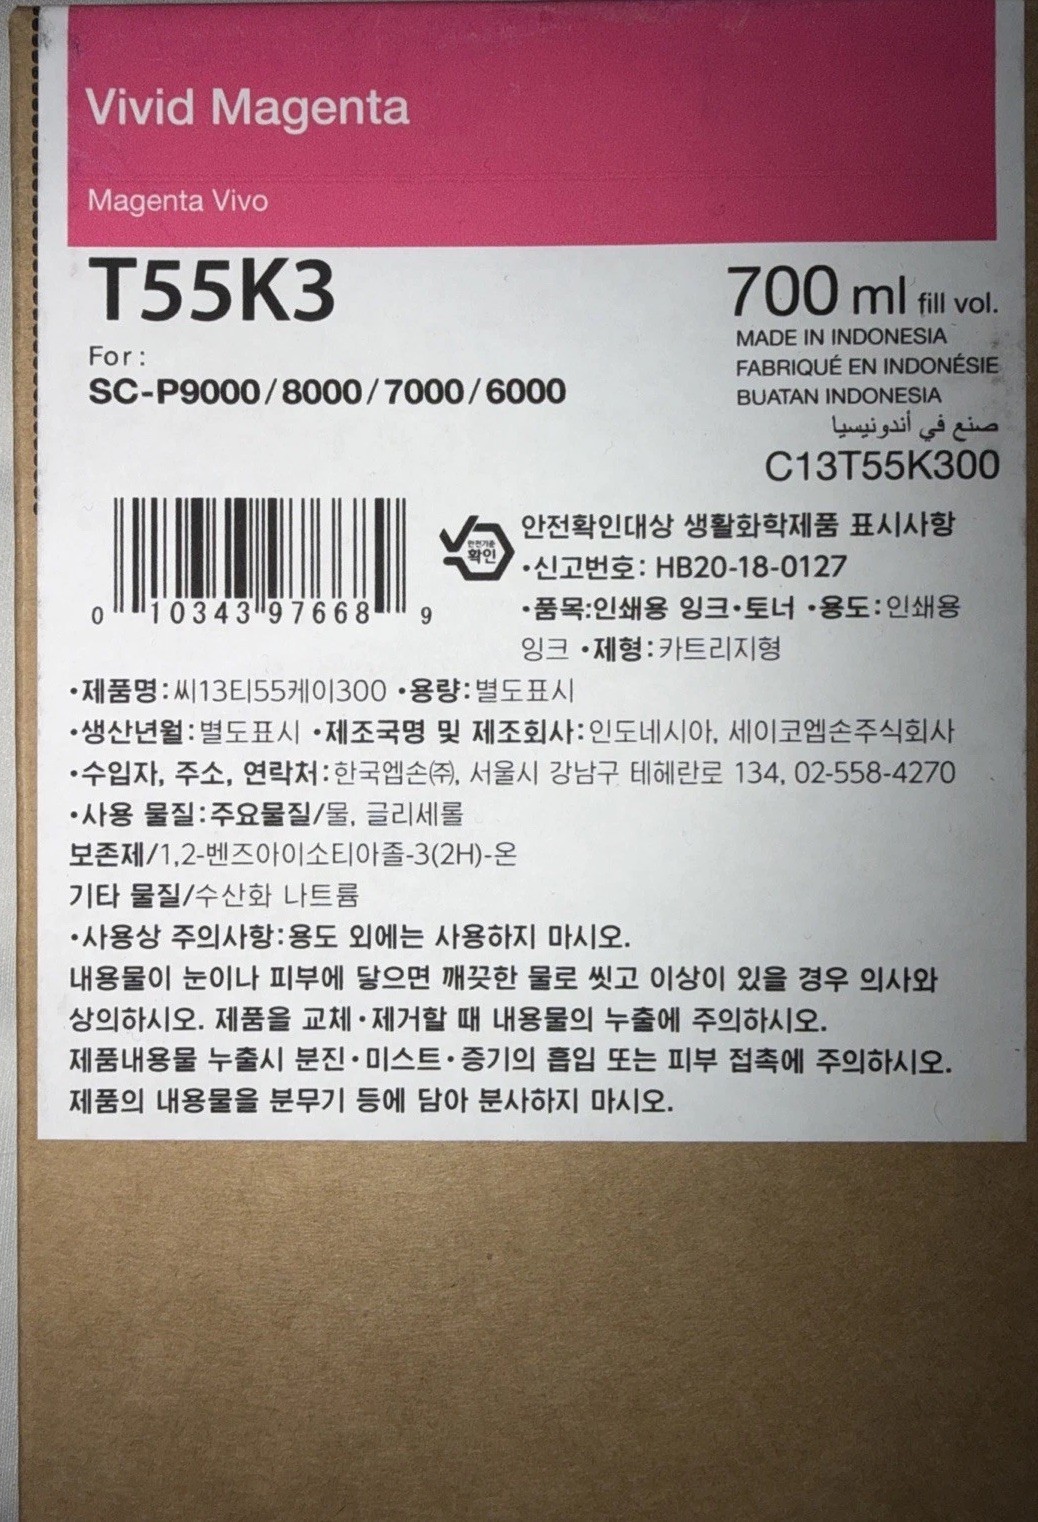 Vivid Magenta
Magenta Vivo
T55K3
For :
SC-P9000/8000/7000/6000
700 ml fill vol.
MADE IN INDONESIA
FABRIQUÉ EN INDONÉSIE
BUATAN INDONESIA
صنع في أندونيسيا
C13T55K300
0 10343 97668 9
안전기준
확인
안전확인대상 생활화학제품 표시사항
•신고번호: HB20-18-0127
•품목:인쇄용 잉크•토너 •용도:인쇄용
잉크 •제형:카트리지형
•제품명:씨13티55케이300 •용량:별도표시
•생산년월:별도표시 •제조국명 및 제조회사:인도네시아, 세이코엡손주식회사
•수입자, 주소, 연락처:한국엡손㈜, 서울시 강남구 테헤란로 134, 02-558-4270
•사용 물질:주요물질/물, 글리세롤
보존제/1,2-벤즈아이소티아졸-3(2H)-온
기타 물질/수산화 나트륨
•사용상 주의사항:용도 외에는 사용하지 마시오.
내용물이 눈이나 피부에 닿으면 깨끗한 물로 씻고 이상이 있을 경우 의사와
상의하시오. 제품을 교체•제거할 때 내용물의 누출에 주의하시오.
제품내용물 누출시 분진•미스트•증기의 흡입 또는 피부 접촉에 주의하시오.
제품의 내용물을 분무기 등에 담아 분사하지 마시오.